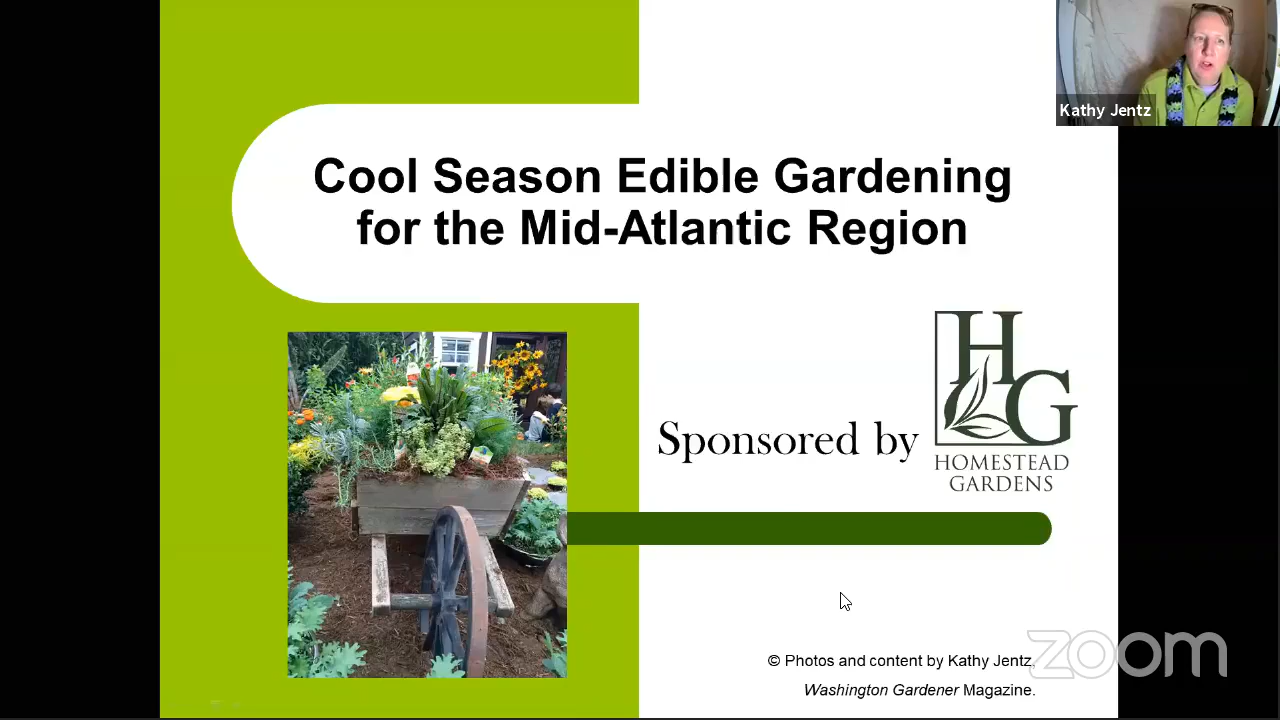 Kathy Jentz
Cool Season Edible Gardening
for the Mid-Atlantic Region
Sponsored by
HG
HOMESTEAD
GARDENS
© Photos and content by Kathy Jentz,
Washington Gardener Magazine.
zoom